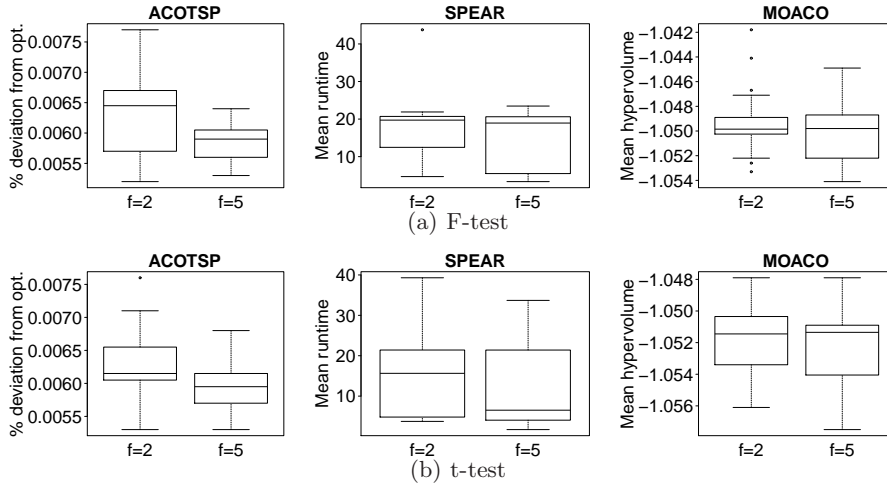 ACOTSP
SPEAR
MOACO
% deviation from opt.
0.0075
0.0065
0.0060
0.0055
f=2
f=5
Mean runtime
40
30
20
10
f=2
f=5
Mean hypervolume
−1.042
−1.044
−1.046
−1.048
−1.050
−1.052
−1.054
f=2
f=5
(a) F-test
ACOTSP
SPEAR
MOACO
% deviation from opt.
0.0075
0.0065
0.0060
0.0055
f=2
f=5
Mean runtime
40
30
20
10
f=2
f=5
Mean hypervolume
−1.048
−1.050
−1.052
−1.054
−1.056
f=2
f=5
(b) t-test